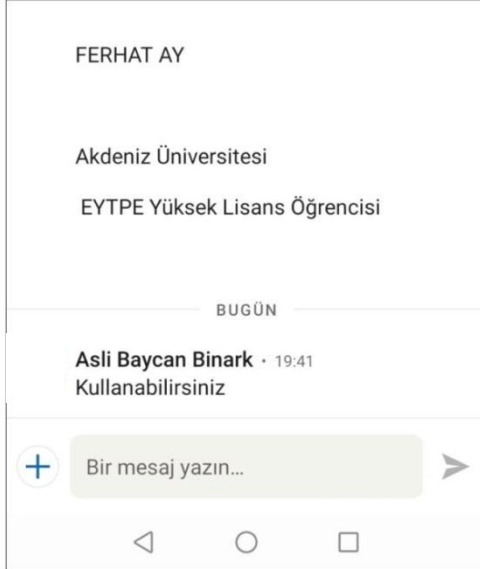 FERHAT AY
Akdeniz Üniversitesi
EYTPE Yüksek Lisans Öğrencisi
BUGÜN
Asli Baycan Binark • 19:41
Kullanabilirsiniz
Bir mesaj yazın...